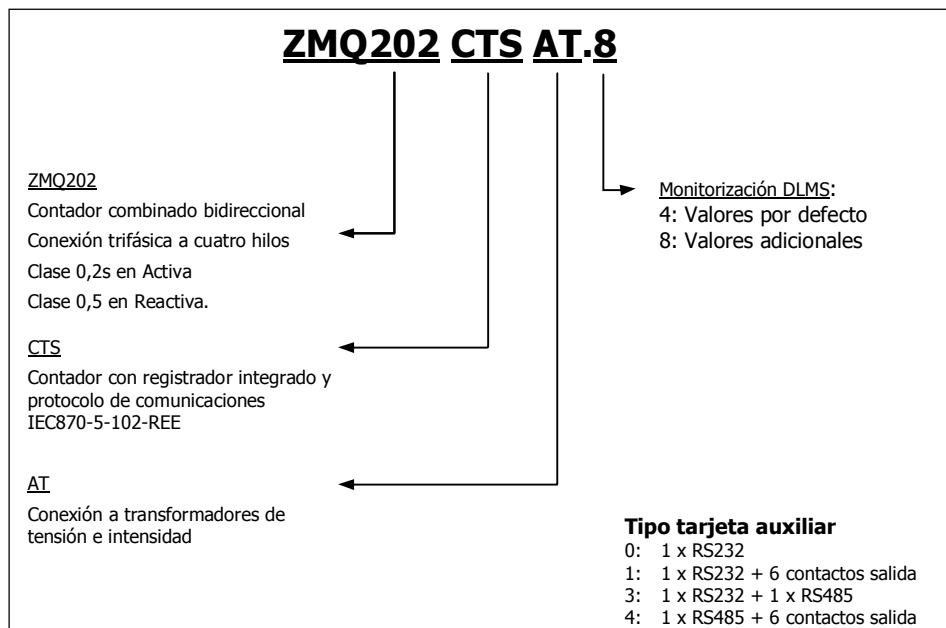 ZMQ202 CTS AT.8
ZMQ202
Contador combinado bidireccional
Conexión trifásica a cuatro hilos
Clase 0,2s en Activa
Clase 0,5 en Reactiva.
CTS
Contador con registrador integrado y
protocolo de comunicaciones
IEC870-5-102-REE
AT
Conexión a transformadores de
tensión e intensidad
Monitorización DLMS:
4: Valores por defecto
8: Valores adicionales
Tipo tarjeta auxiliar
0: 1 x RS232
1: 1 x RS232 + 6 contactos salida
3: 1 x RS232 + 1 x RS485
4: 1 x RS485 + 6 contactos salida